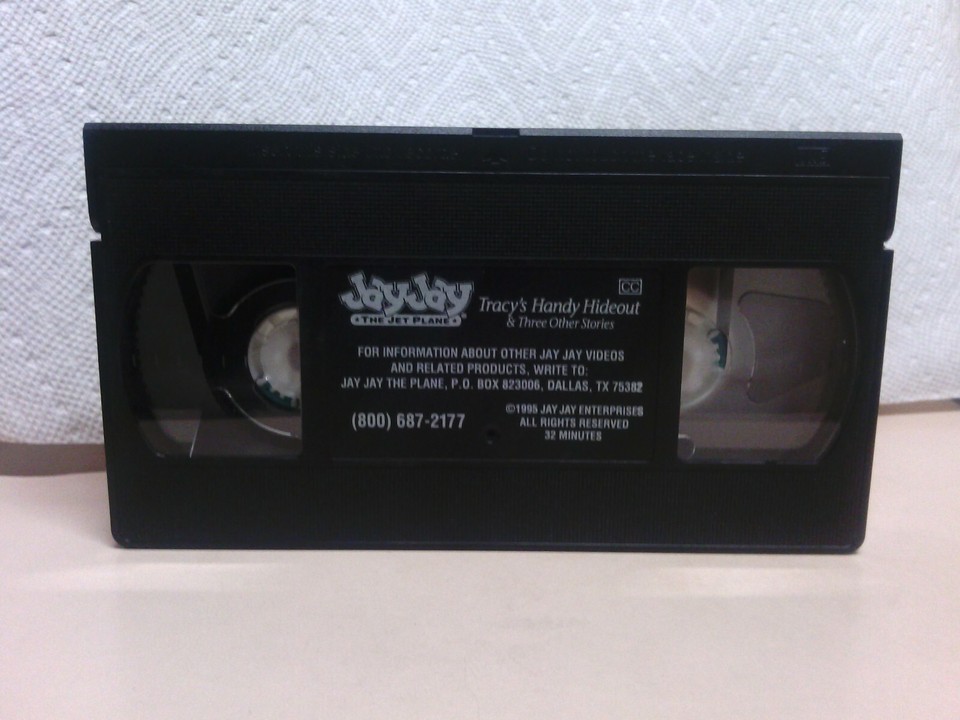 JayJay
• THE JET PLANE •
CC
Tracy's Handy Hideout
& Three Other Stories
FOR INFORMATION ABOUT OTHER JAY JAY VIDEOS
AND RELATED PRODUCTS, WRITE TO:
JAY JAY THE PLANE, P.O. BOX 823006, DALLAS, TX 75382
(800) 687-2177
©1995 JAY JAY ENTERPRISES
ALL RIGHTS RESERVED
32 MINUTES